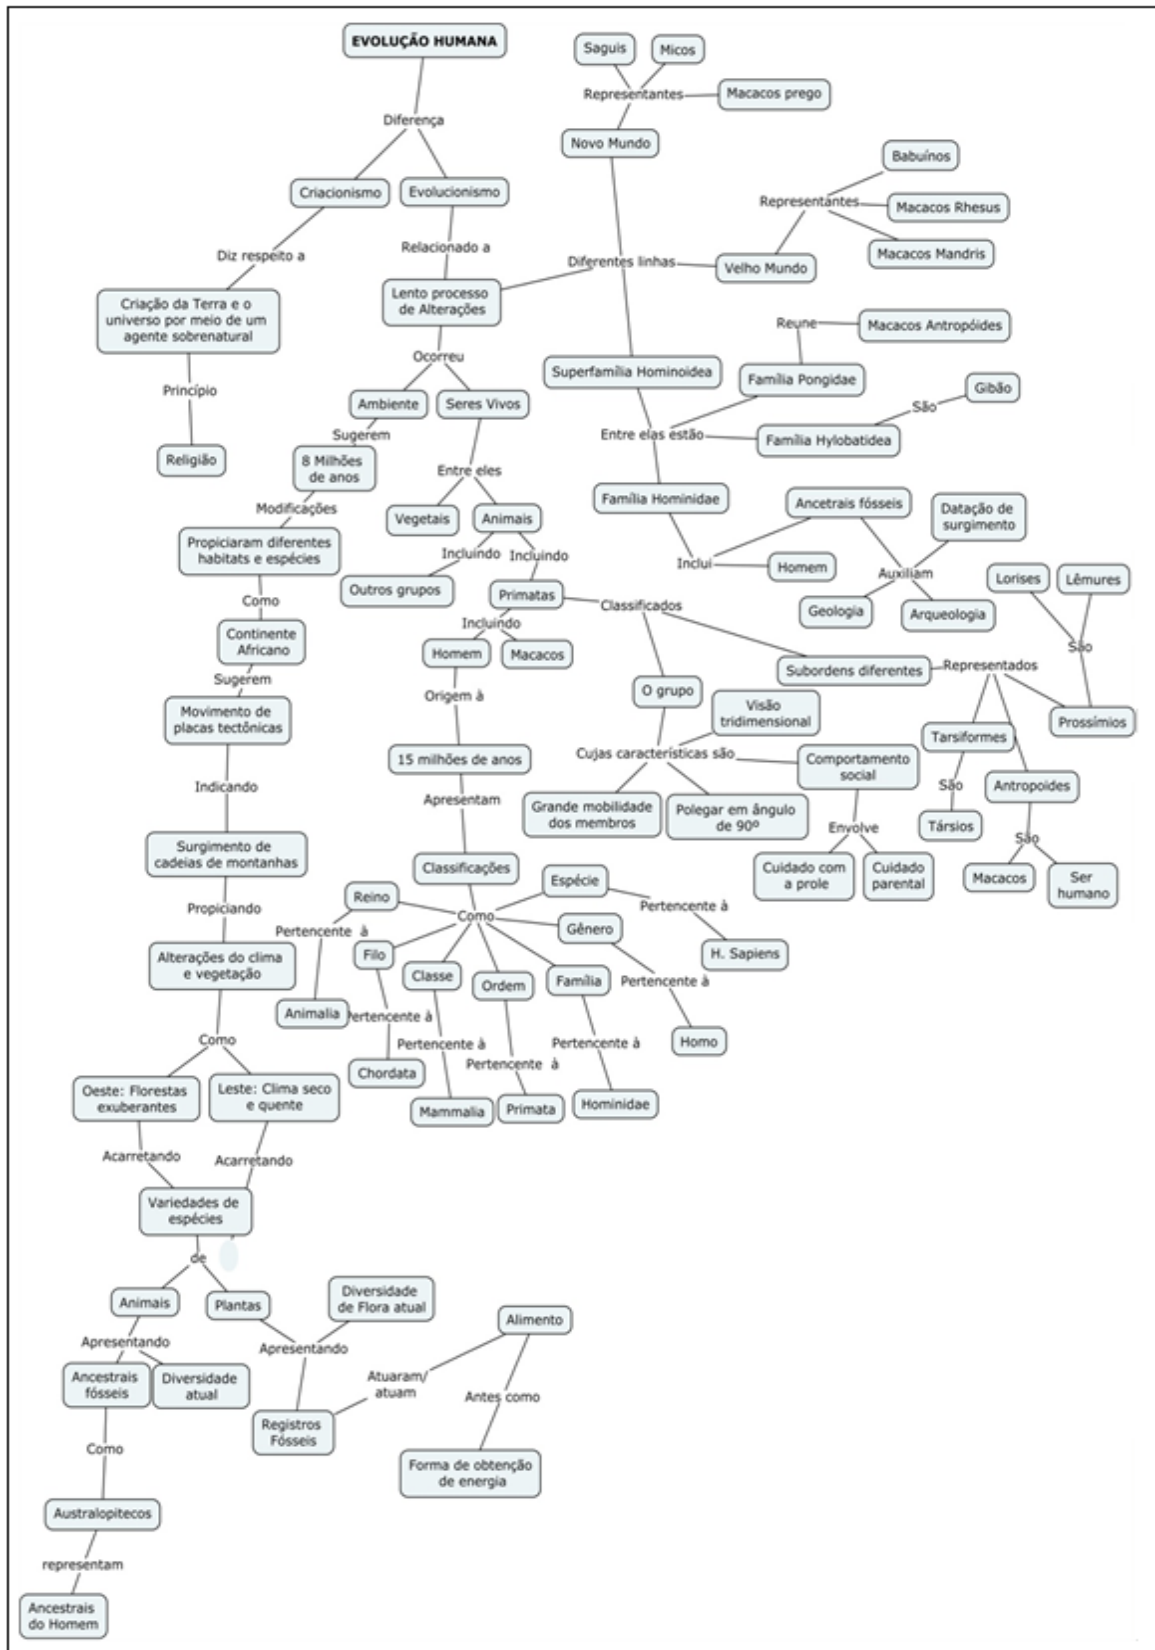 EVOLUÇÃO HUMANA
Diferença
Criacionismo
Evolucionismo
Diz respeito a
Criação da Terra e o
universo por meio de um
agente sobrenatural
Princípio
Religião
Relacionado a
Lento processo
de Alterações
Diferentes linhas
Novo Mundo
Representantes
Saguis
Micos
Macacos prego
Velho Mundo
Representantes
Babuínos
Macacos Rhesus
Macacos Mandris
Superfamília Hominoidea
Entre elas estão
Família Pongidae
Reune
Macacos Antropóides
Família Hylobatidea
São
Gibão
Família Hominidae
Inclui
Ancetrais fósseis
Homem
Auxiliam
Datação de
surgimento
Geologia
Arqueologia
Ocorreu
Ambiente
Seres Vivos
Sugerem
8 Milhões
de anos
Modificações
Propiciaram diferentes
habitats e espécies
Como
Continente
Africano
Sugerem
Movimento de
placas tectônicas
Indicando
Surgimento de
cadeias de montanhas
Propiciando
Alterações do clima
e vegetação
Como
Oeste: Florestas
exuberantes
Leste: Clima seco
e quente
Acarretando
Acarretando
Variedades de
espécies
de
Animais
Plantas
Apresentando
Ancestrais
fósseis
Diversidade
atual
Como
Australopitecos
representam
Ancestrais
do Homem
Apresentando
Diversidade
de Flora atual
Registros
Fósseis
Atuaram/
atuam
Alimento
Antes como
Forma de obtenção
de energia
Entre eles
Vegetais
Animais
Incluindo
Incluindo
Outros grupos
Primatas
Incluindo
Homem
Macacos
Classificados
O grupo
Cujas características são
Visão
tridimensional
Grande mobilidade
dos membros
Polegar em ângulo
de 90º
Comportamento
social
Envolve
Cuidado com
a prole
Cuidado
parental
Subordens diferentes
Representados
Prossímios
São
Lorises
Lêmures
Tarsiformes
São
Társios
Antropoides
São
Macacos
Ser
humano
Origem à
15 milhões de anos
Apresentam
Classificações
Como
Reino
Pertencente à
Animalia
Filo
Pertencente à
Chordata
Classe
Pertencente à
Mammalia
Ordem
Pertencente à
Primata
Família
Pertencente à
Hominidae
Gênero
Pertencente à
Homo
Espécie
Pertencente à
H. Sapiens